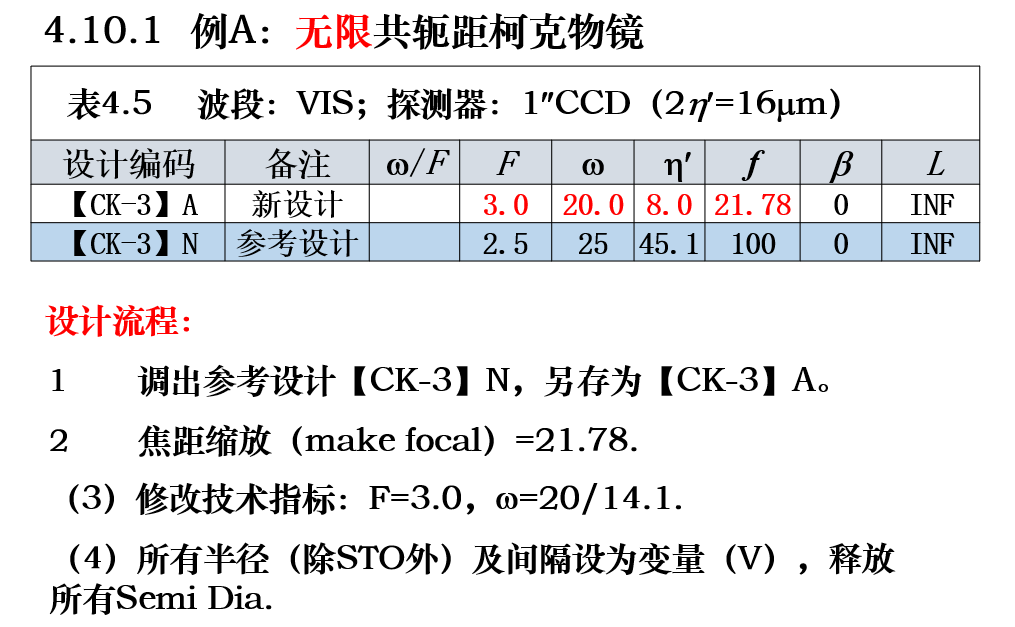 4.10.1 例A：无限共轭距柯克物镜
表4.5 波段：VIS；探测器：1″CCD（2η′=16μm）
设计编码 备注 ω/F F ω η′ f β L
【CK-3】A 新设计 3.0 20.0 8.0 21.78 0 INF
【CK-3】N 参考设计 2.5 25 45.1 100 0 INF
设计流程：
1 调出参考设计【CK-3】N，另存为【CK-3】A。
2 焦距缩放（make focal）=21.78.
（3）修改技术指标：F=3.0，ω=20/14.1.
（4）所有半径（除STO外）及间隔设为变量（V），释放
所有Semi Dia.